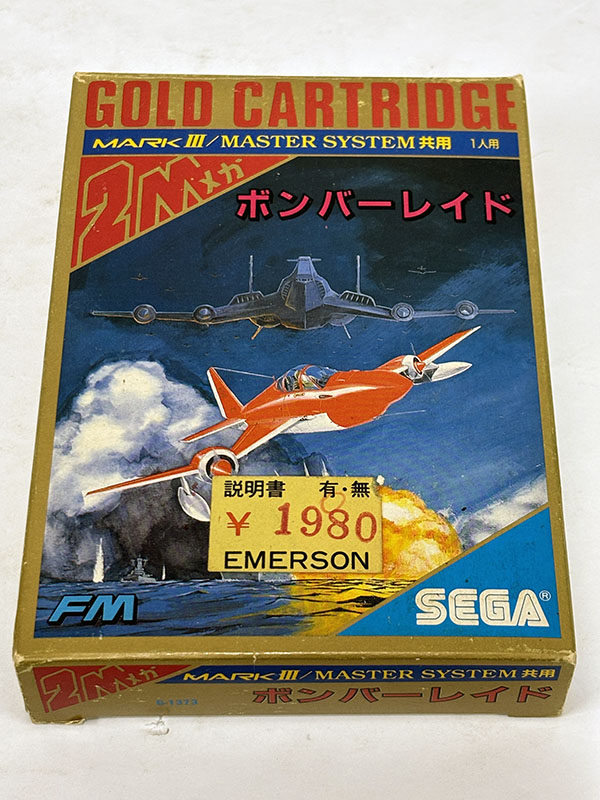 GOLD CARTRIDGE
MARK III/MASTER SYSTEM 共用 1人用
2Mメガ
ボンバーレイド
説明書 有・無
¥ 1980
EMERSON
FM
SEGA®
2Mメガ MARK III/MASTER SYSTEM 共用
G-1373 ボンバーレイド